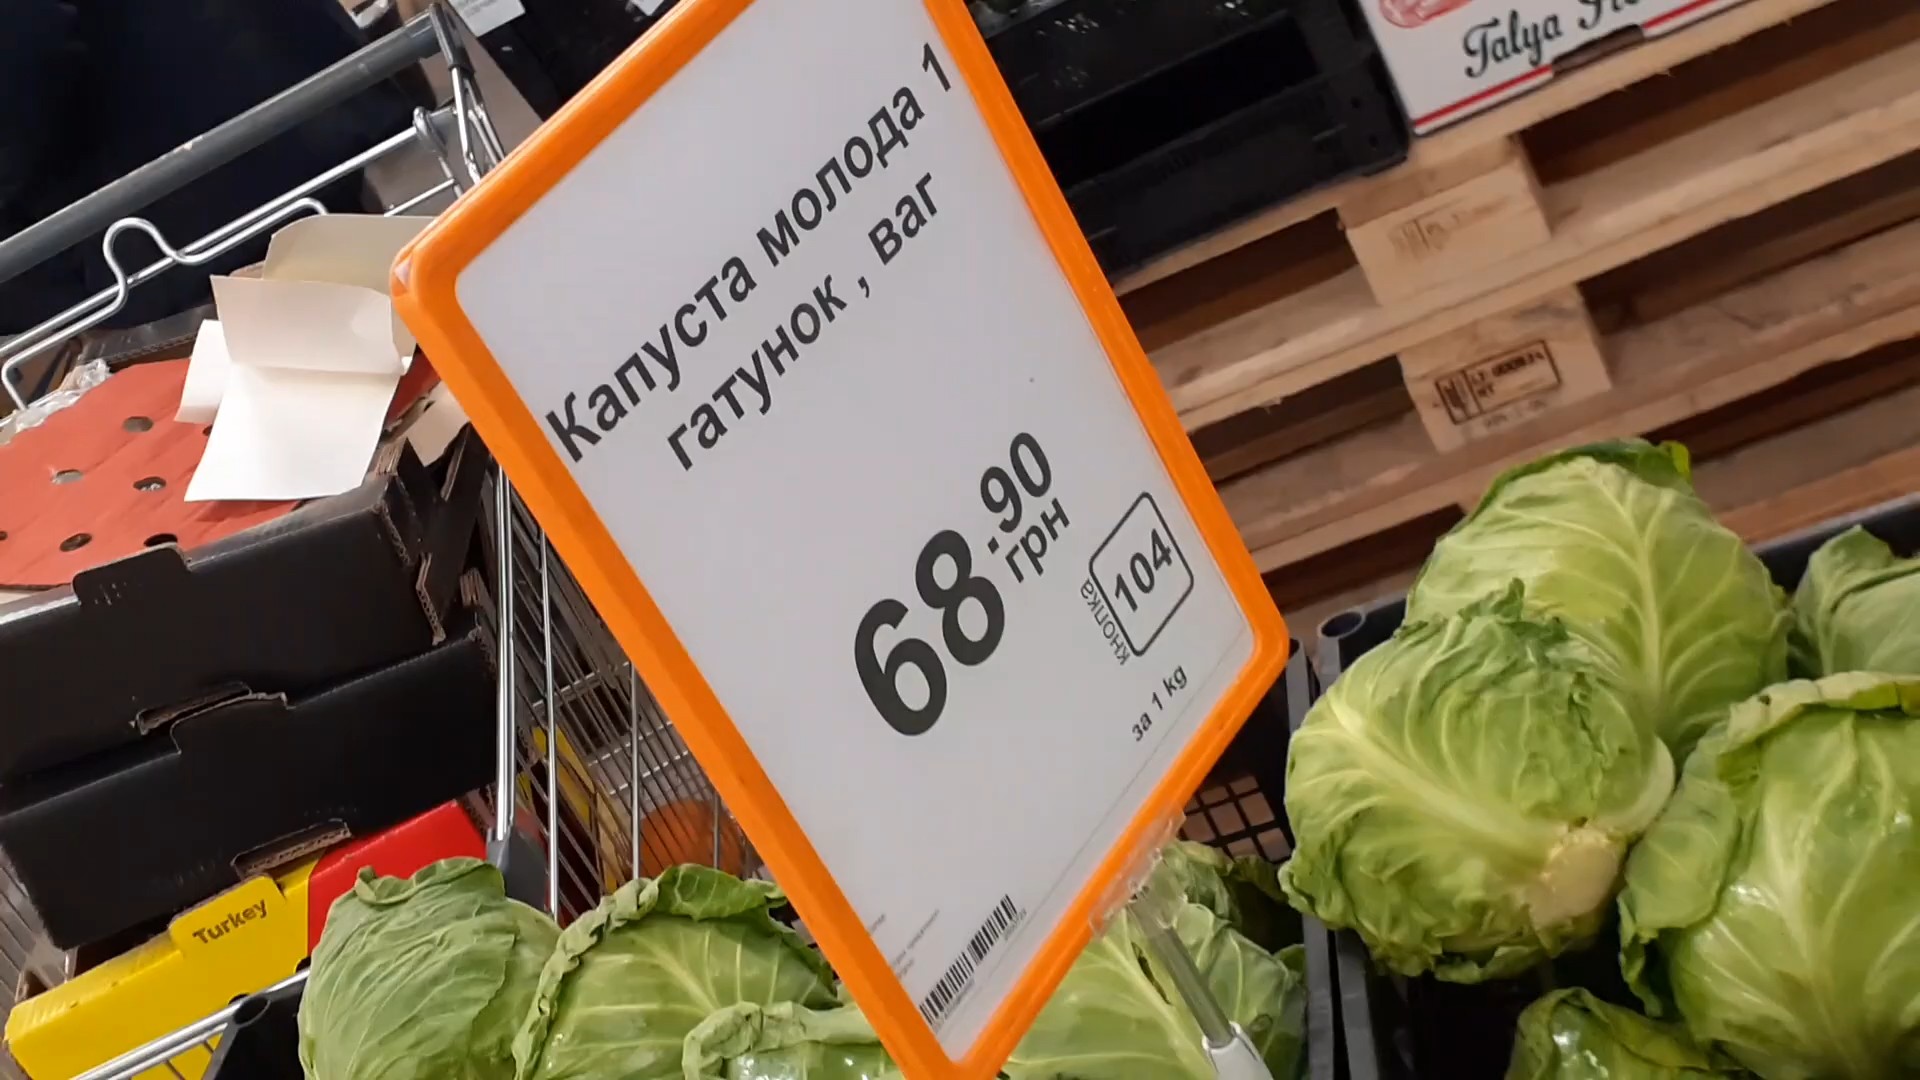 Капуста молода 1
гатунок , ваг
68.90
грн
кнопка
104
за 1 kg
Talya
Turkey